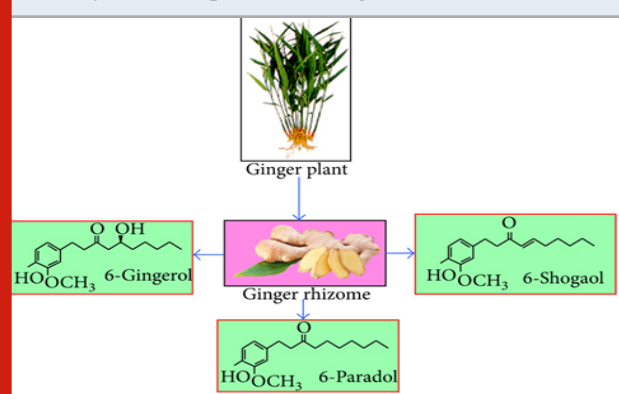 Ginger plant
O OH
HO OCH3 6-Gingerol
Ginger rhizome
O
HO OCH3 6-Shogaol
O
HO OCH3 6-Paradol